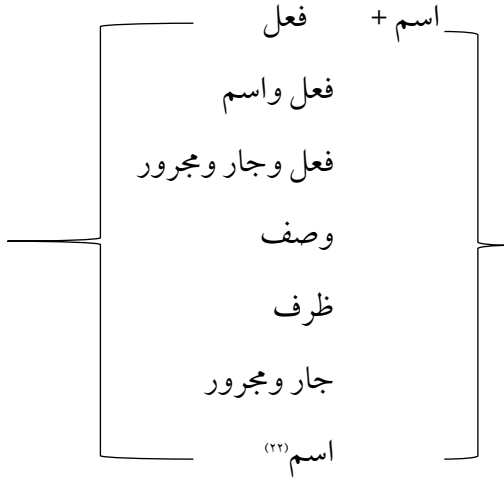 اسم + فعل
فعل واسم
فعل وجار ومجرور
وصف
ظرف
جار ومجرور
اسم(٢٢)